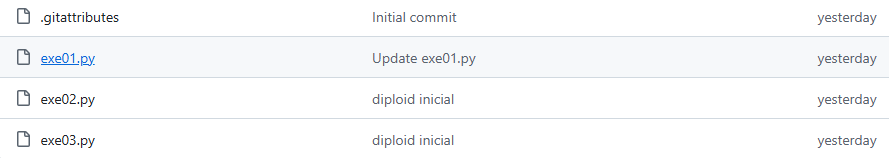 .gitattributes Initial commit yesterday
exe01.py Update exe01.py yesterday
exe02.py diploid inicial yesterday
exe03.py diploid inicial yesterday